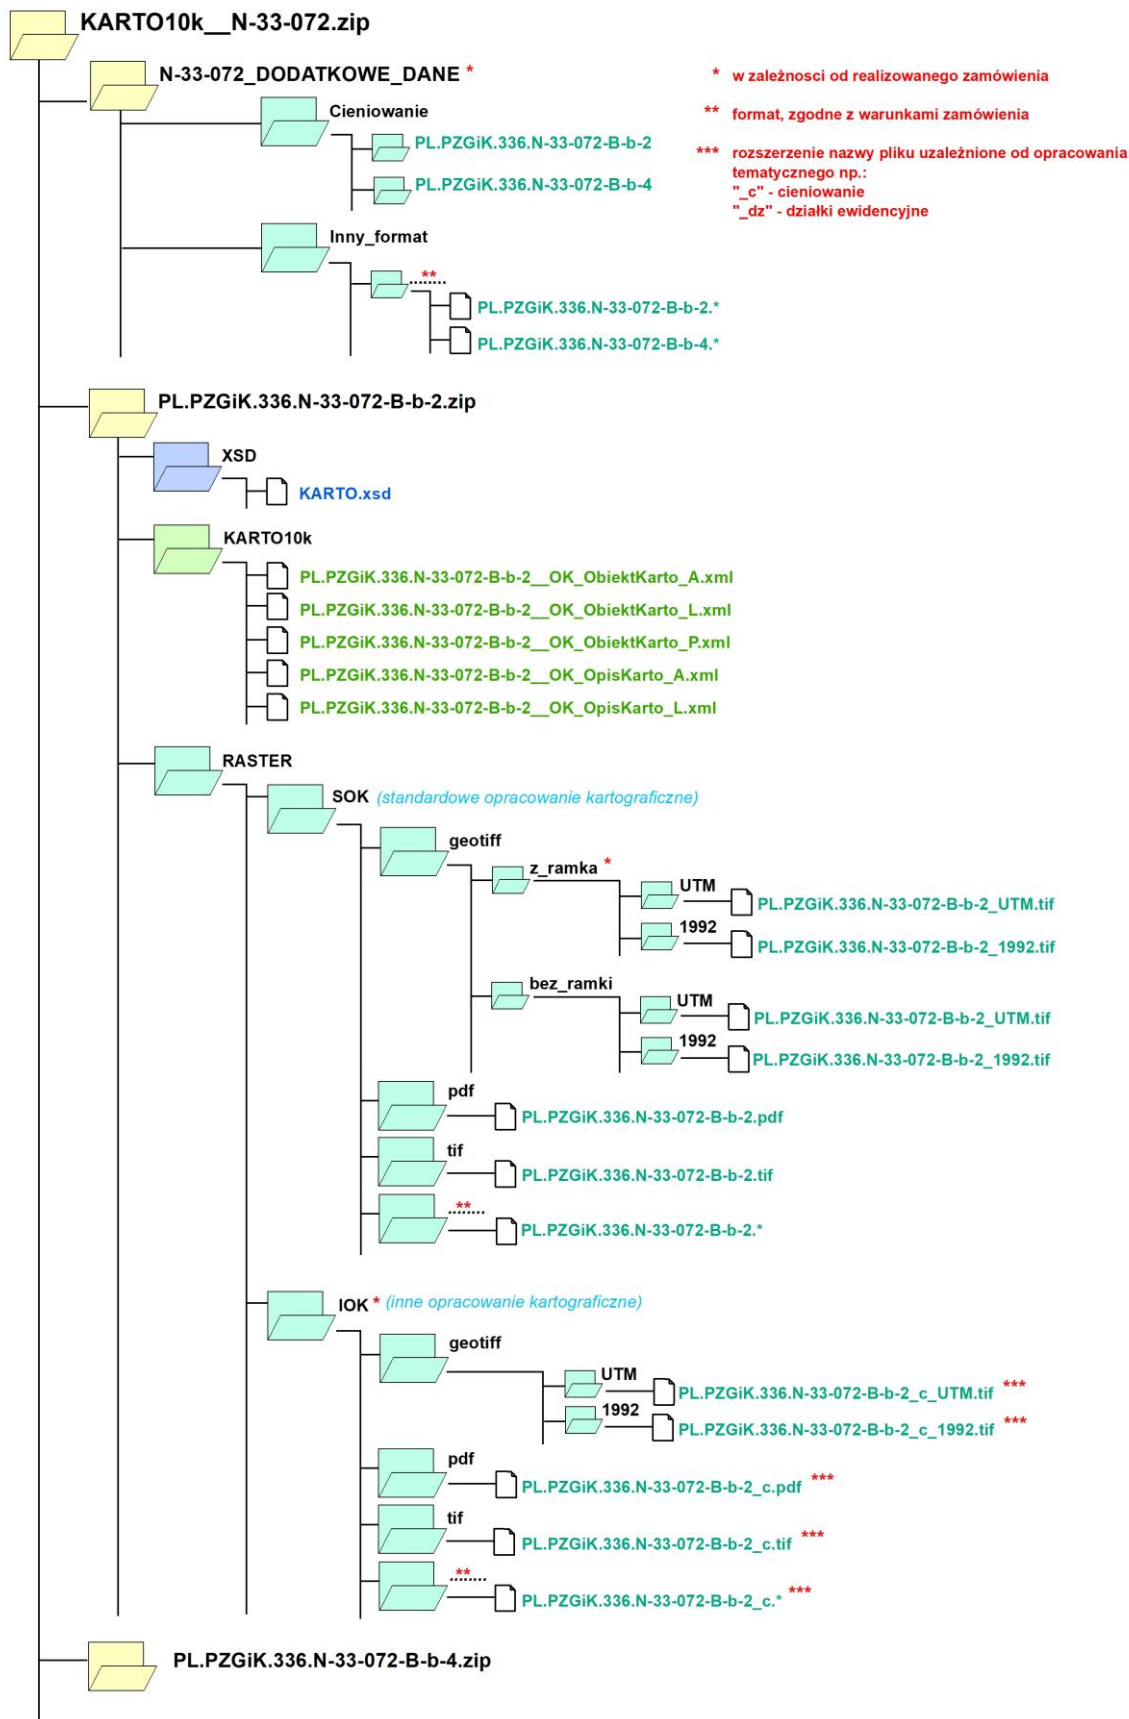 KARTO10k__N-33-072.zip
N-33-072_DODATKOWE_DANE *
* w zależnosci od realizowanego zamówienia
Cieniowanie
** format, zgodne z warunkami zamówienia
PL.PZGiK.336.N-33-072-B-b-2
*** rozszerzenie nazwy pliku uzależnione od opracowania
tematycznego np.:
PL.PZGiK.336.N-33-072-B-b-4
"_c" - cieniowanie
"_dz" - działki ewidencyjne
Inny_format
**
........
PL.PZGiK.336.N-33-072-B-b-2.*
PL.PZGiK.336.N-33-072-B-b-4.*
PL.PZGiK.336.N-33-072-B-b-2.zip
XSD
KARTO.xsd
KARTO10k
PL.PZGiK.336.N-33-072-B-b-2__OK_ObiektKarto_A.xml
PL.PZGiK.336.N-33-072-B-b-2__OK_ObiektKarto_L.xml
PL.PZGiK.336.N-33-072-B-b-2__OK_ObiektKarto_P.xml
PL.PZGiK.336.N-33-072-B-b-2__OK_OpisKarto_A.xml
PL.PZGiK.336.N-33-072-B-b-2__OK_OpisKarto_L.xml
RASTER
SOK (standardowe opracowanie kartograficzne)
geotiff
z_ramka *
UTM
PL.PZGiK.336.N-33-072-B-b-2_UTM.tif
1992
PL.PZGiK.336.N-33-072-B-b-2_1992.tif
bez_ramki
UTM
PL.PZGiK.336.N-33-072-B-b-2_UTM.tif
1992
PL.PZGiK.336.N-33-072-B-b-2_1992.tif
pdf
PL.PZGiK.336.N-33-072-B-b-2.pdf
tif
PL.PZGiK.336.N-33-072-B-b-2.tif
**
........
PL.PZGiK.336.N-33-072-B-b-2.*
IOK * (inne opracowanie kartograficzne)
geotiff
UTM
PL.PZGiK.336.N-33-072-B-b-2_c_UTM.tif ***
1992
PL.PZGiK.336.N-33-072-B-b-2_c_1992.tif ***
pdf
PL.PZGiK.336.N-33-072-B-b-2_c.pdf ***
tif
PL.PZGiK.336.N-33-072-B-b-2_c.tif ***
**
........
PL.PZGiK.336.N-33-072-B-b-2_c.* ***
PL.PZGiK.336.N-33-072-B-b-4.zip